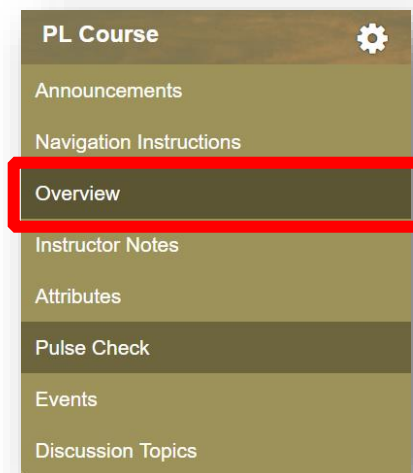 PL Course
Announcements
Navigation Instructions
Overview
Instructor Notes
Attributes
Pulse Check
Events
Discussion Topics